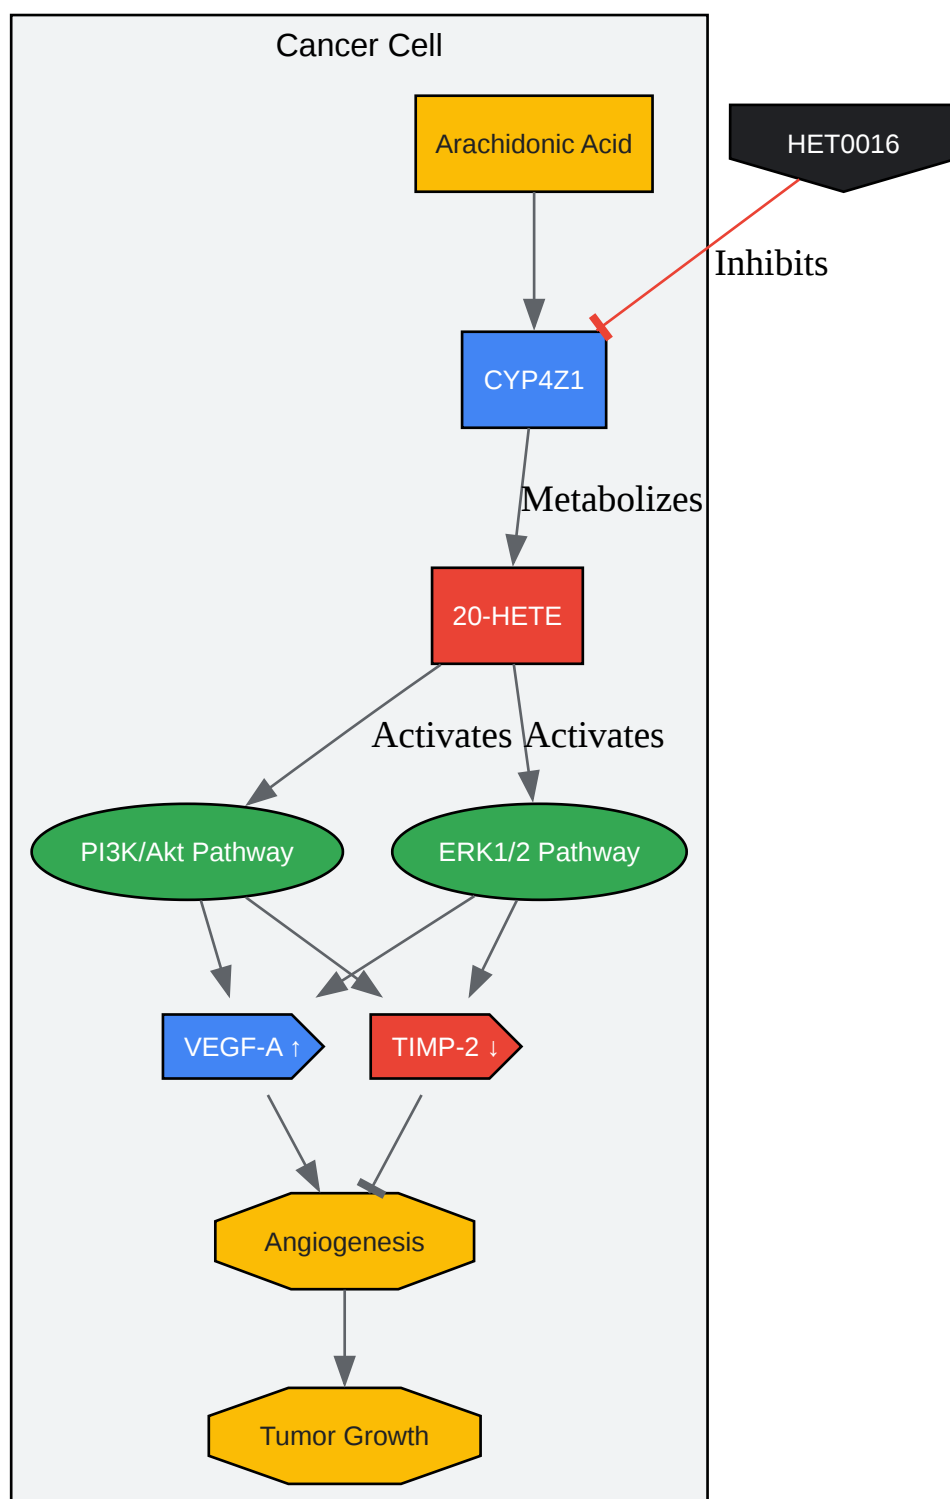 Cancer Cell
Arachidonic Acid
HET0016
Inhibits
CYP4Z1
Metabolizes
20-HETE
Activates
Activates
PI3K/Akt Pathway
ERK1/2 Pathway
VEGF-A ↑
TIMP-2 ↓
Angiogenesis
Tumor Growth